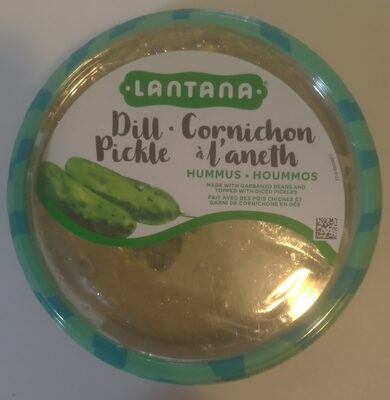 LANTANA®
Dill • Cornichon
Pickle à l'aneth
HUMMUS • HOUMMOS
MADE WITH GARBANZO BEANS AND
TOPPED WITH DICED PICKLES
FAIT AVEC DES POIS CHICHES ET
GARNI DE CORNICHONS EN DÉS